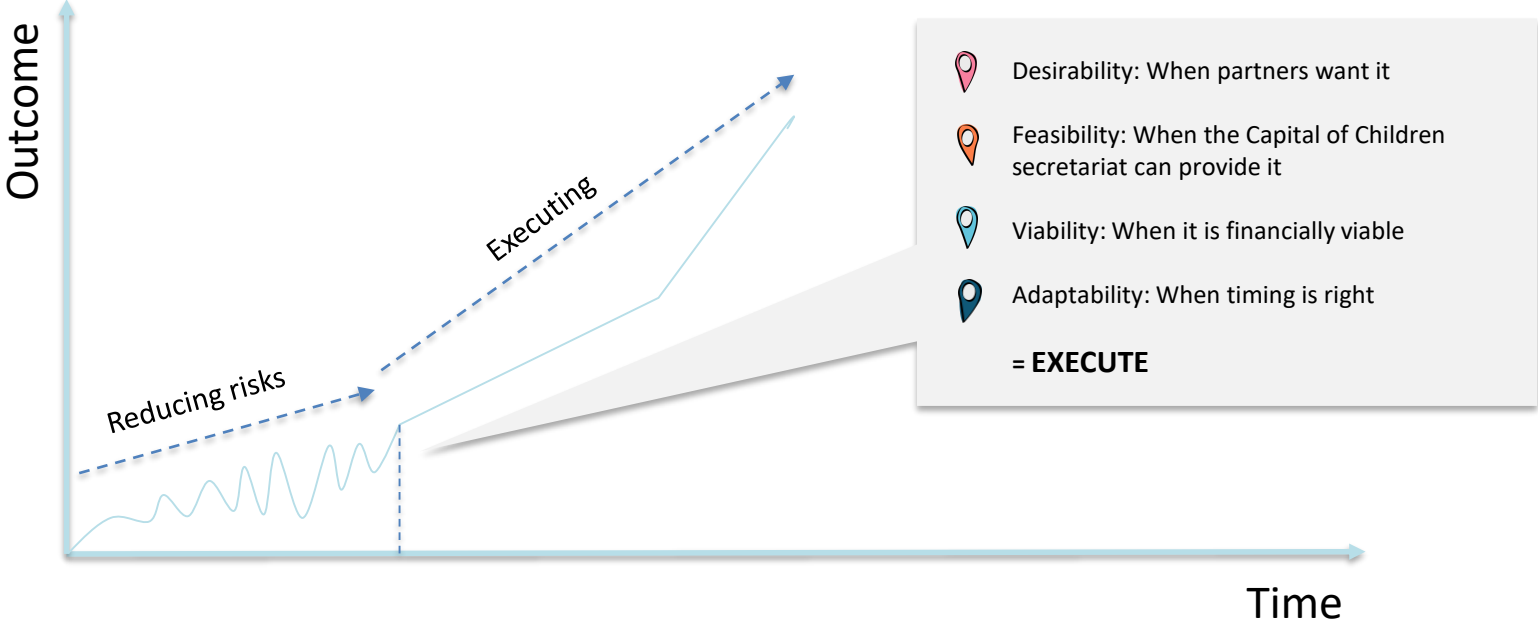 Outcome
Reducing risks
Executing
Desirability: When partners want it
Feasibility: When the Capital of Children
secretariat can provide it
Viability: When it is financially viable
Adaptability: When timing is right
= EXECUTE
Time